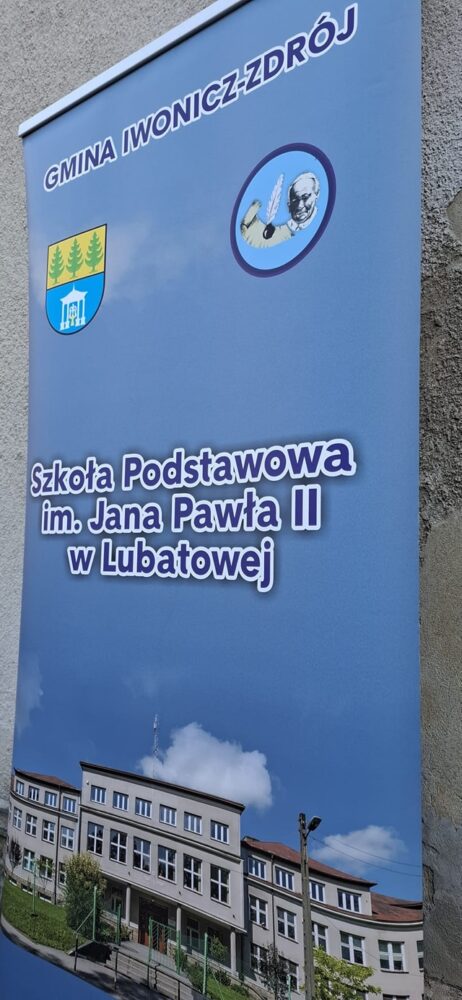 GMINA IWONICZ-ZDRÓJ
Szkoła Podstawowa
im. Jana Pawła II
w Lubatowej